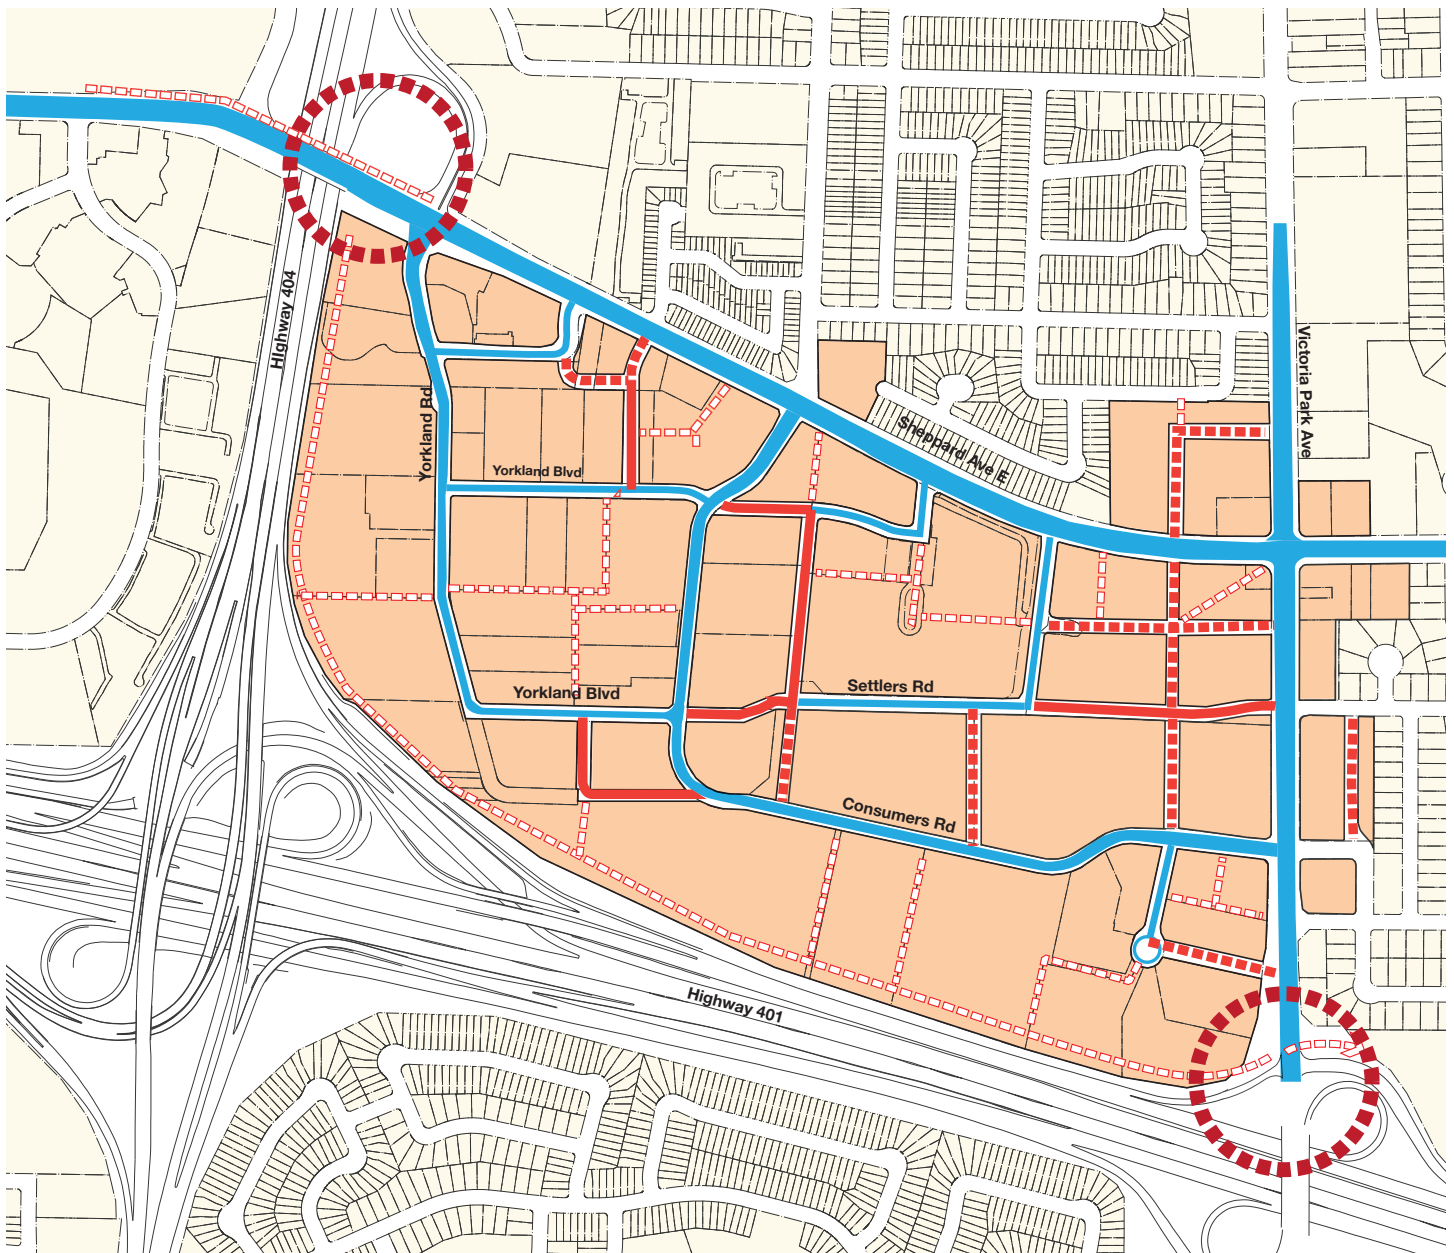 HIghway 404
Victoria Park Ave
Yorkland Rd
Sheppard Ave E
Yorkland Blvd
Settlers Rd
Yorkland Blvd
Consumers Rd
Highway 401